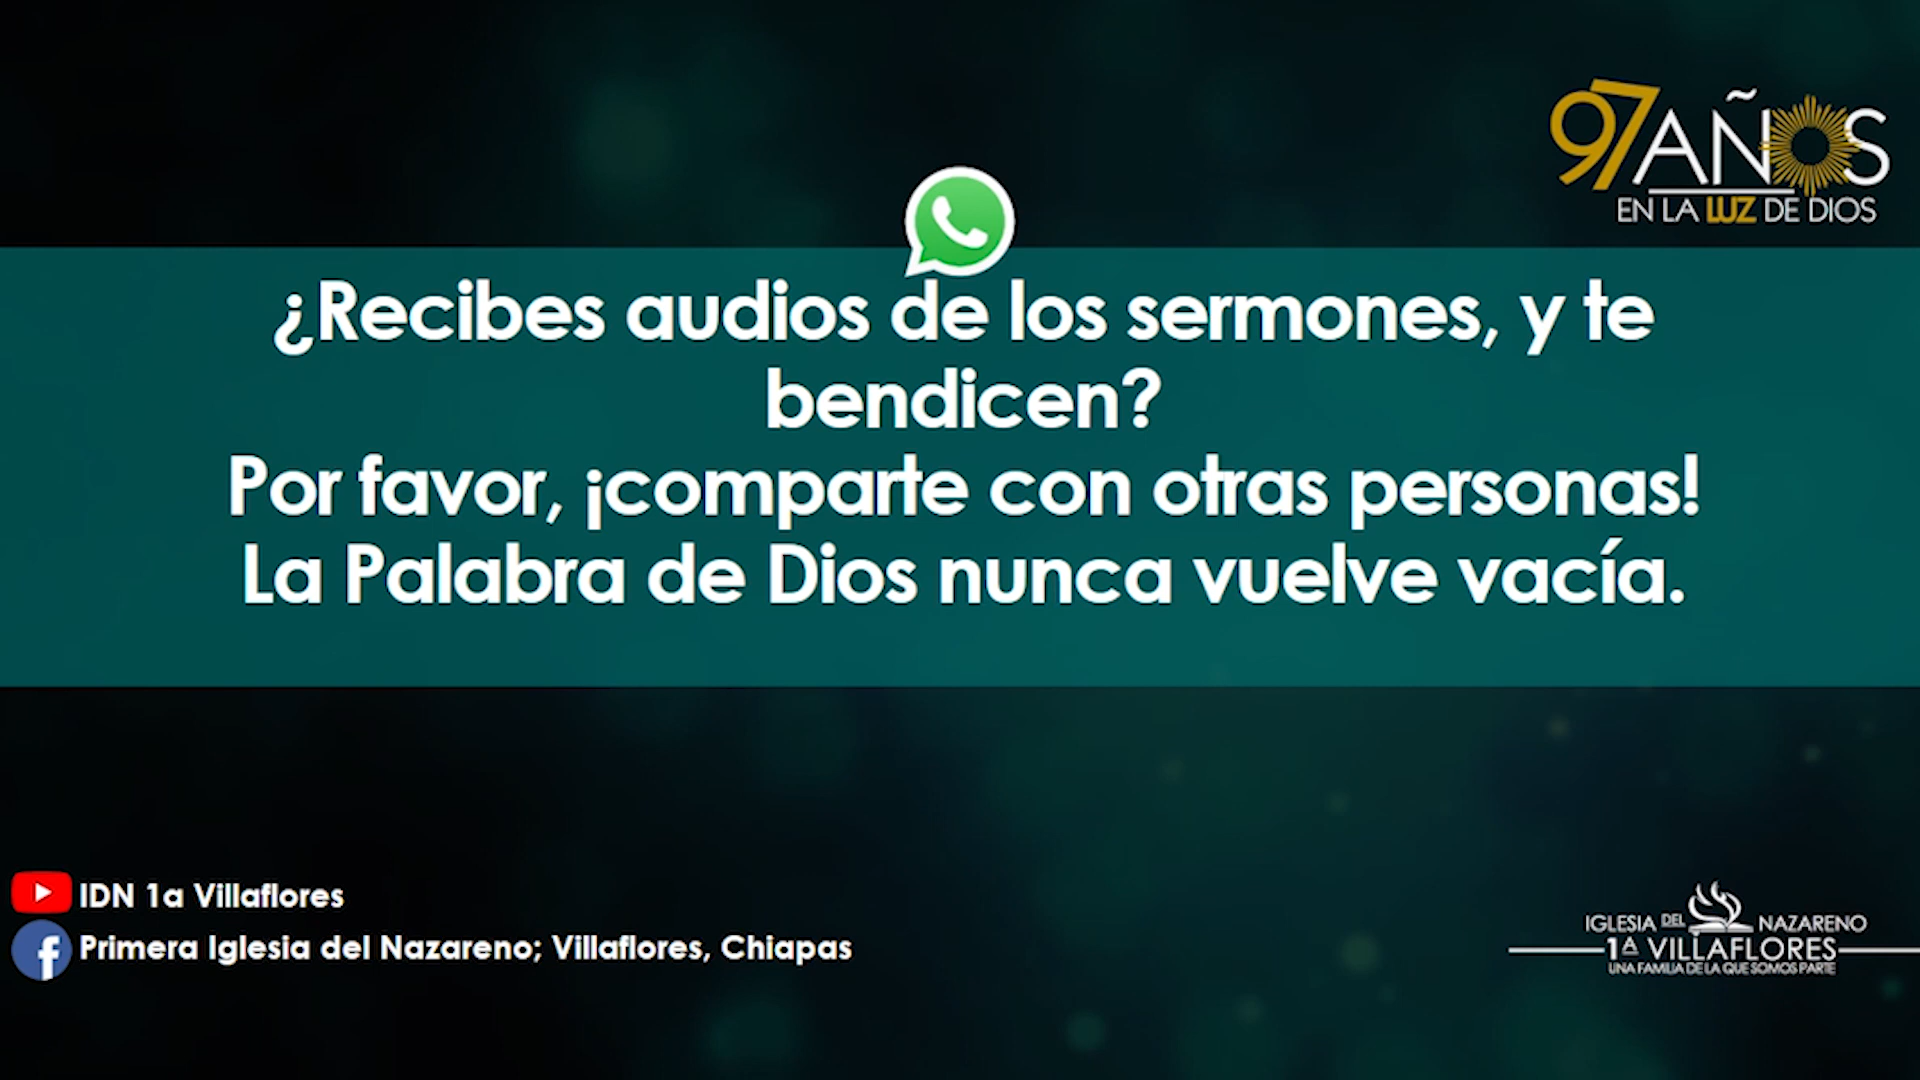 97 AÑOS
EN LA LUZ DE DIOS
¿Recibes audios de los sermones, y te
bendicen?
Por favor, ¡comparte con otras personas!
La Palabra de Dios nunca vuelve vacía.
IDN 1a Villaflores
Primera Iglesia del Nazareno; Villaflores, Chiapas
IGLESIA DEL NAZARENO
1A VILLAFLORES
UNA FAMILIA DE LA QUE SOMOS PARTE